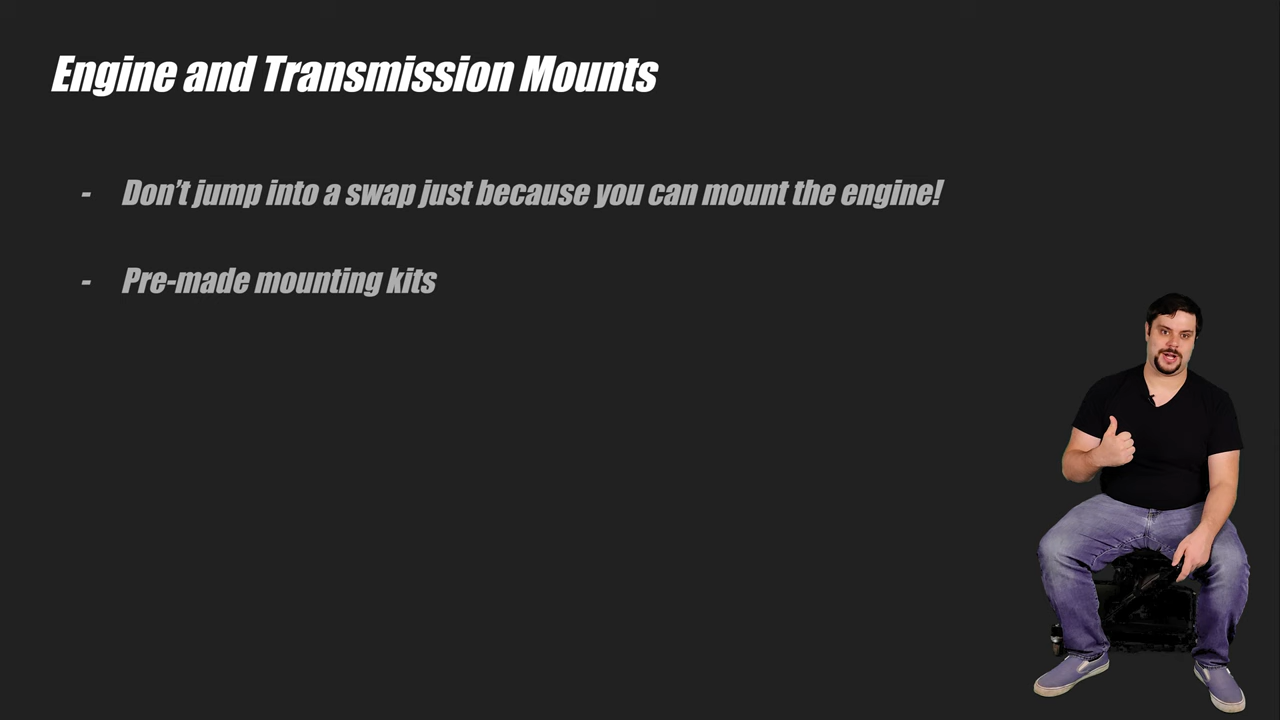 Engine and Transmission Mounts
- Don’t jump into a swap just because you can mount the engine!
- Pre-made mounting kits